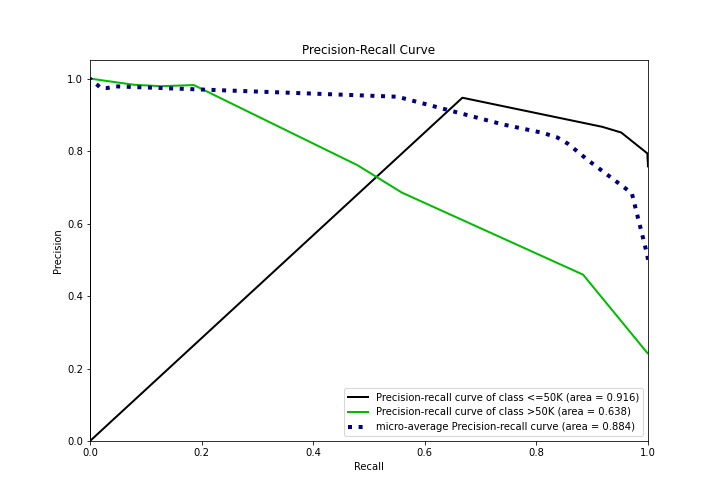 Precision-Recall Curve
1.0
0.8
0.6
0.4
0.2
0.0
Precision
0.0 0.2 0.4 0.6 0.8 1.0
Recall
Precision-recall curve of class <=50K (area = 0.916)
Precision-recall curve of class >50K (area = 0.638)
micro-average Precision-recall curve (area = 0.884)